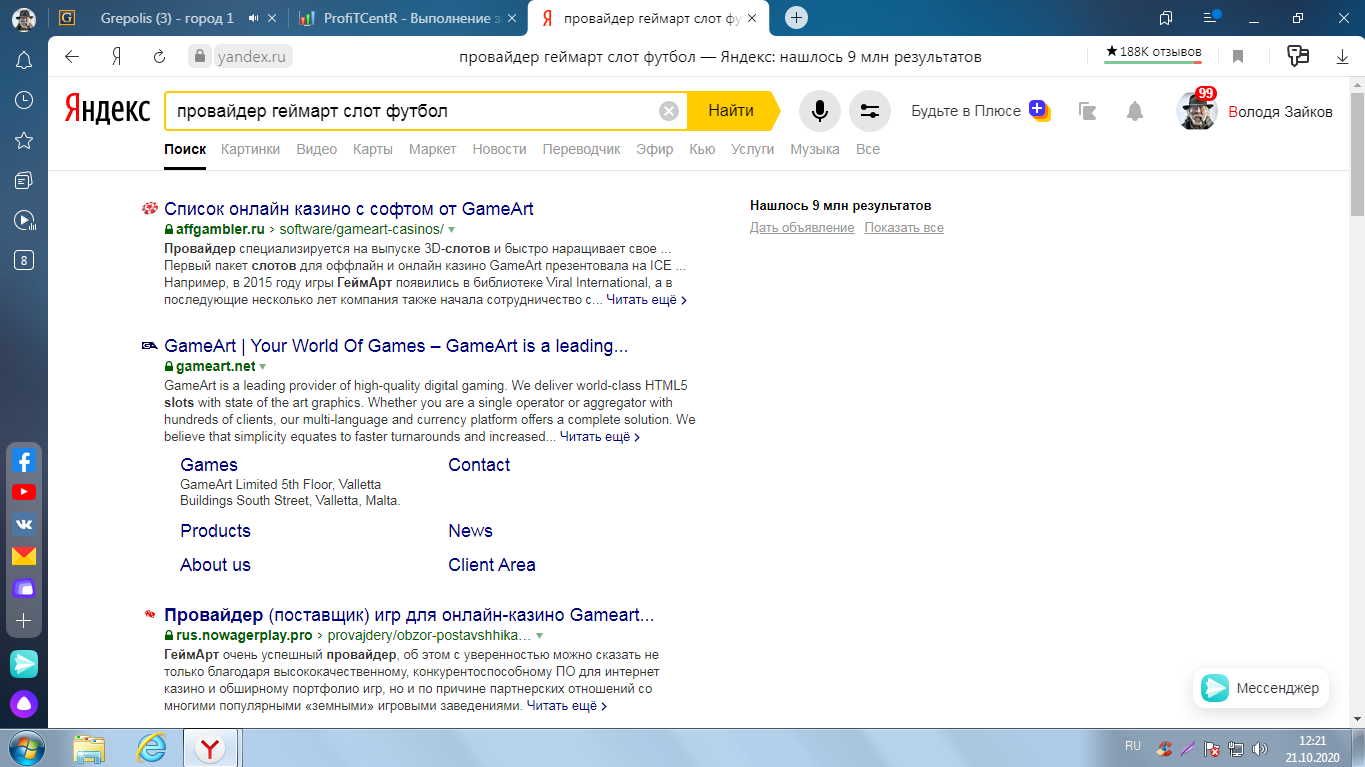 Grepolis (3) - город 1
ProfiTCentR - Выполнение з
провайдер геймарт слот фу
yandex.ru
провайдер геймарт слот футбол — Яндекс: нашлось 9 млн результатов
★188K отзывов
Яндекс
провайдер геймарт слот футбол
Найти
Будьте в Плюсе
99
Володя Зайков
Поиск Картинки Видео Карты Маркет Новости Переводчик Эфир Кью Услуги Музыка Все
Список онлайн казино с софтом от GameArt
affgambler.ru › software/gameart-casinos/
Провайдер специализируется на выпуске 3D-слотов и быстро наращивает свое ...
Первый пакет слотов для оффлайн и онлайн казино GameArt презентовала на ICE ...
Например, в 2015 году игры ГеймАрт появились в библиотеке Viral International, а в
последующие несколько лет компания также начала сотрудничество с... Читать ещё ›
Нашлось 9 млн результатов
Дать объявление Показать все
GameArt | Your World Of Games – GameArt is a leading...
gameart.net
GameArt is a leading provider of high-quality digital gaming. We deliver world-class HTML5
slots with state of the art graphics. Whether you are a single operator or aggregator with
hundreds of clients, our multi-language and currency platform offers a complete solution. We
believe that simplicity equates to faster turnarounds and increased... Читать ещё ›
Games
GameArt Limited 5th Floor, Valletta
Buildings South Street, Valletta, Malta.
Contact
Products
News
About us
Client Area
Провайдер (поставщик) игр для онлайн-казино Gameart...
rus.nowagerplay.pro › provajdery/obzor-postavshhika...
ГеймАрт очень успешный провайдер, об этом с уверенностью можно сказать не
только благодаря высококачественному, конкурентоспособному ПО для интернет
казино и обширному портфолио игр, но и по причине партнерских отношений со
многими популярными «земными» игровыми заведениями. Читать ещё ›
Мессенджер
8
RU
12:21
21.10.2020